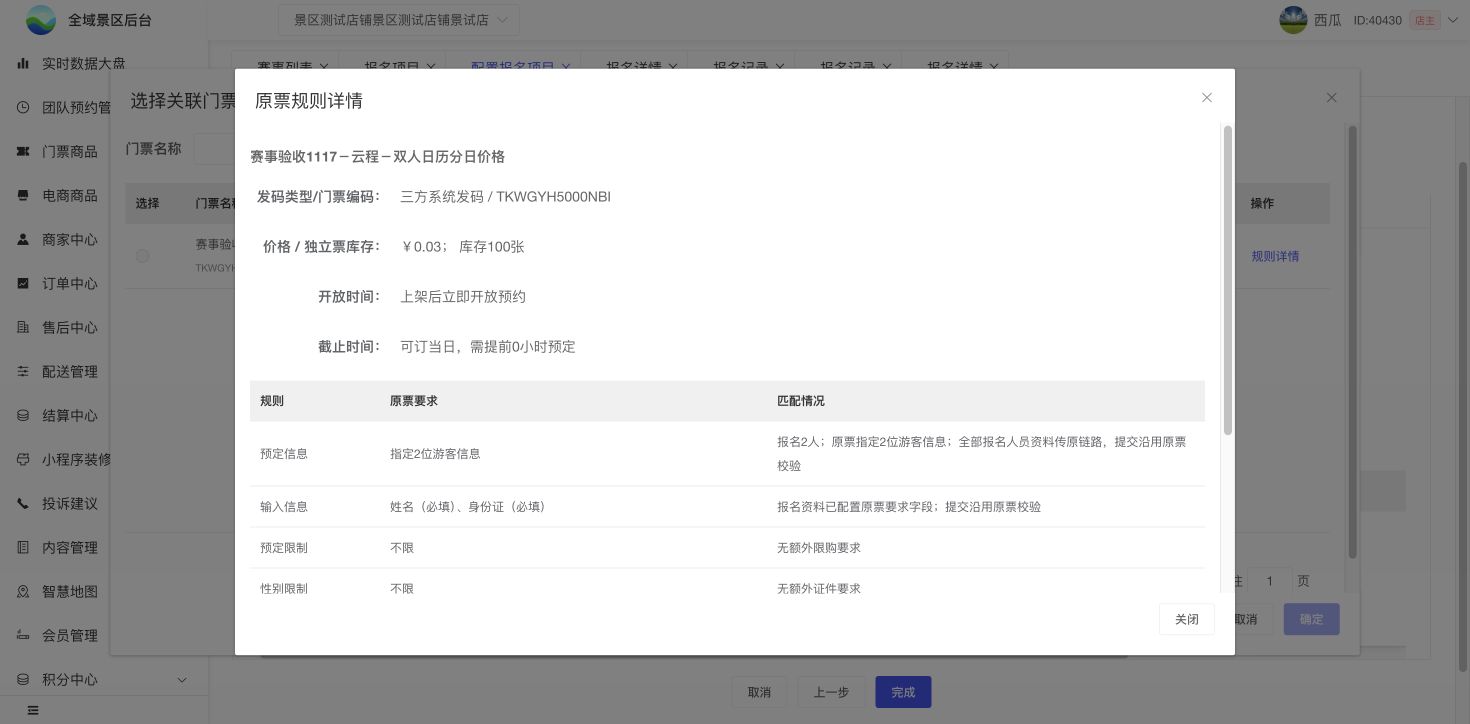 全域景区后台
景区测试店铺景区测试店铺景试店
西瓜
ID:40430
店主
实时数据大盘
赛事列表
报名项目
配置报名项目
报名详情
报名记录
报名记录
报名详情
团队预约管
门票商品
电商商品
商家中心
订单中心
售后中心
配送管理
结算中心
小程序装修
投诉建议
内容管理
智慧地图
会员管理
积分中心
选择关联门票
门票名称
选择
门票名称
操作
赛事验收
TKWGYH
规则详情
原票规则详情
赛事验收1117－云程－双人日历分日价格
发码类型/门票编码：
三方系统发码 / TKWGYH5000NBI
价格 / 独立票库存：
￥0.03； 库存100张
开放时间：
上架后立即开放预约
截止时间：
可订当日，需提前0小时预定
规则
原票要求
匹配情况
预定信息
指定2位游客信息
报名2人；原票指定2位游客信息；全部报名人员资料传原链路，提交沿用原票
校验
输入信息
姓名（必填）、身份证（必填）
报名资料已配置原票要求字段；提交沿用原票校验
预定限制
不限
无额外限购要求
性别限制
不限
无额外证件要求
关闭
往
1
页
取消
确定
取消
上一步
完成